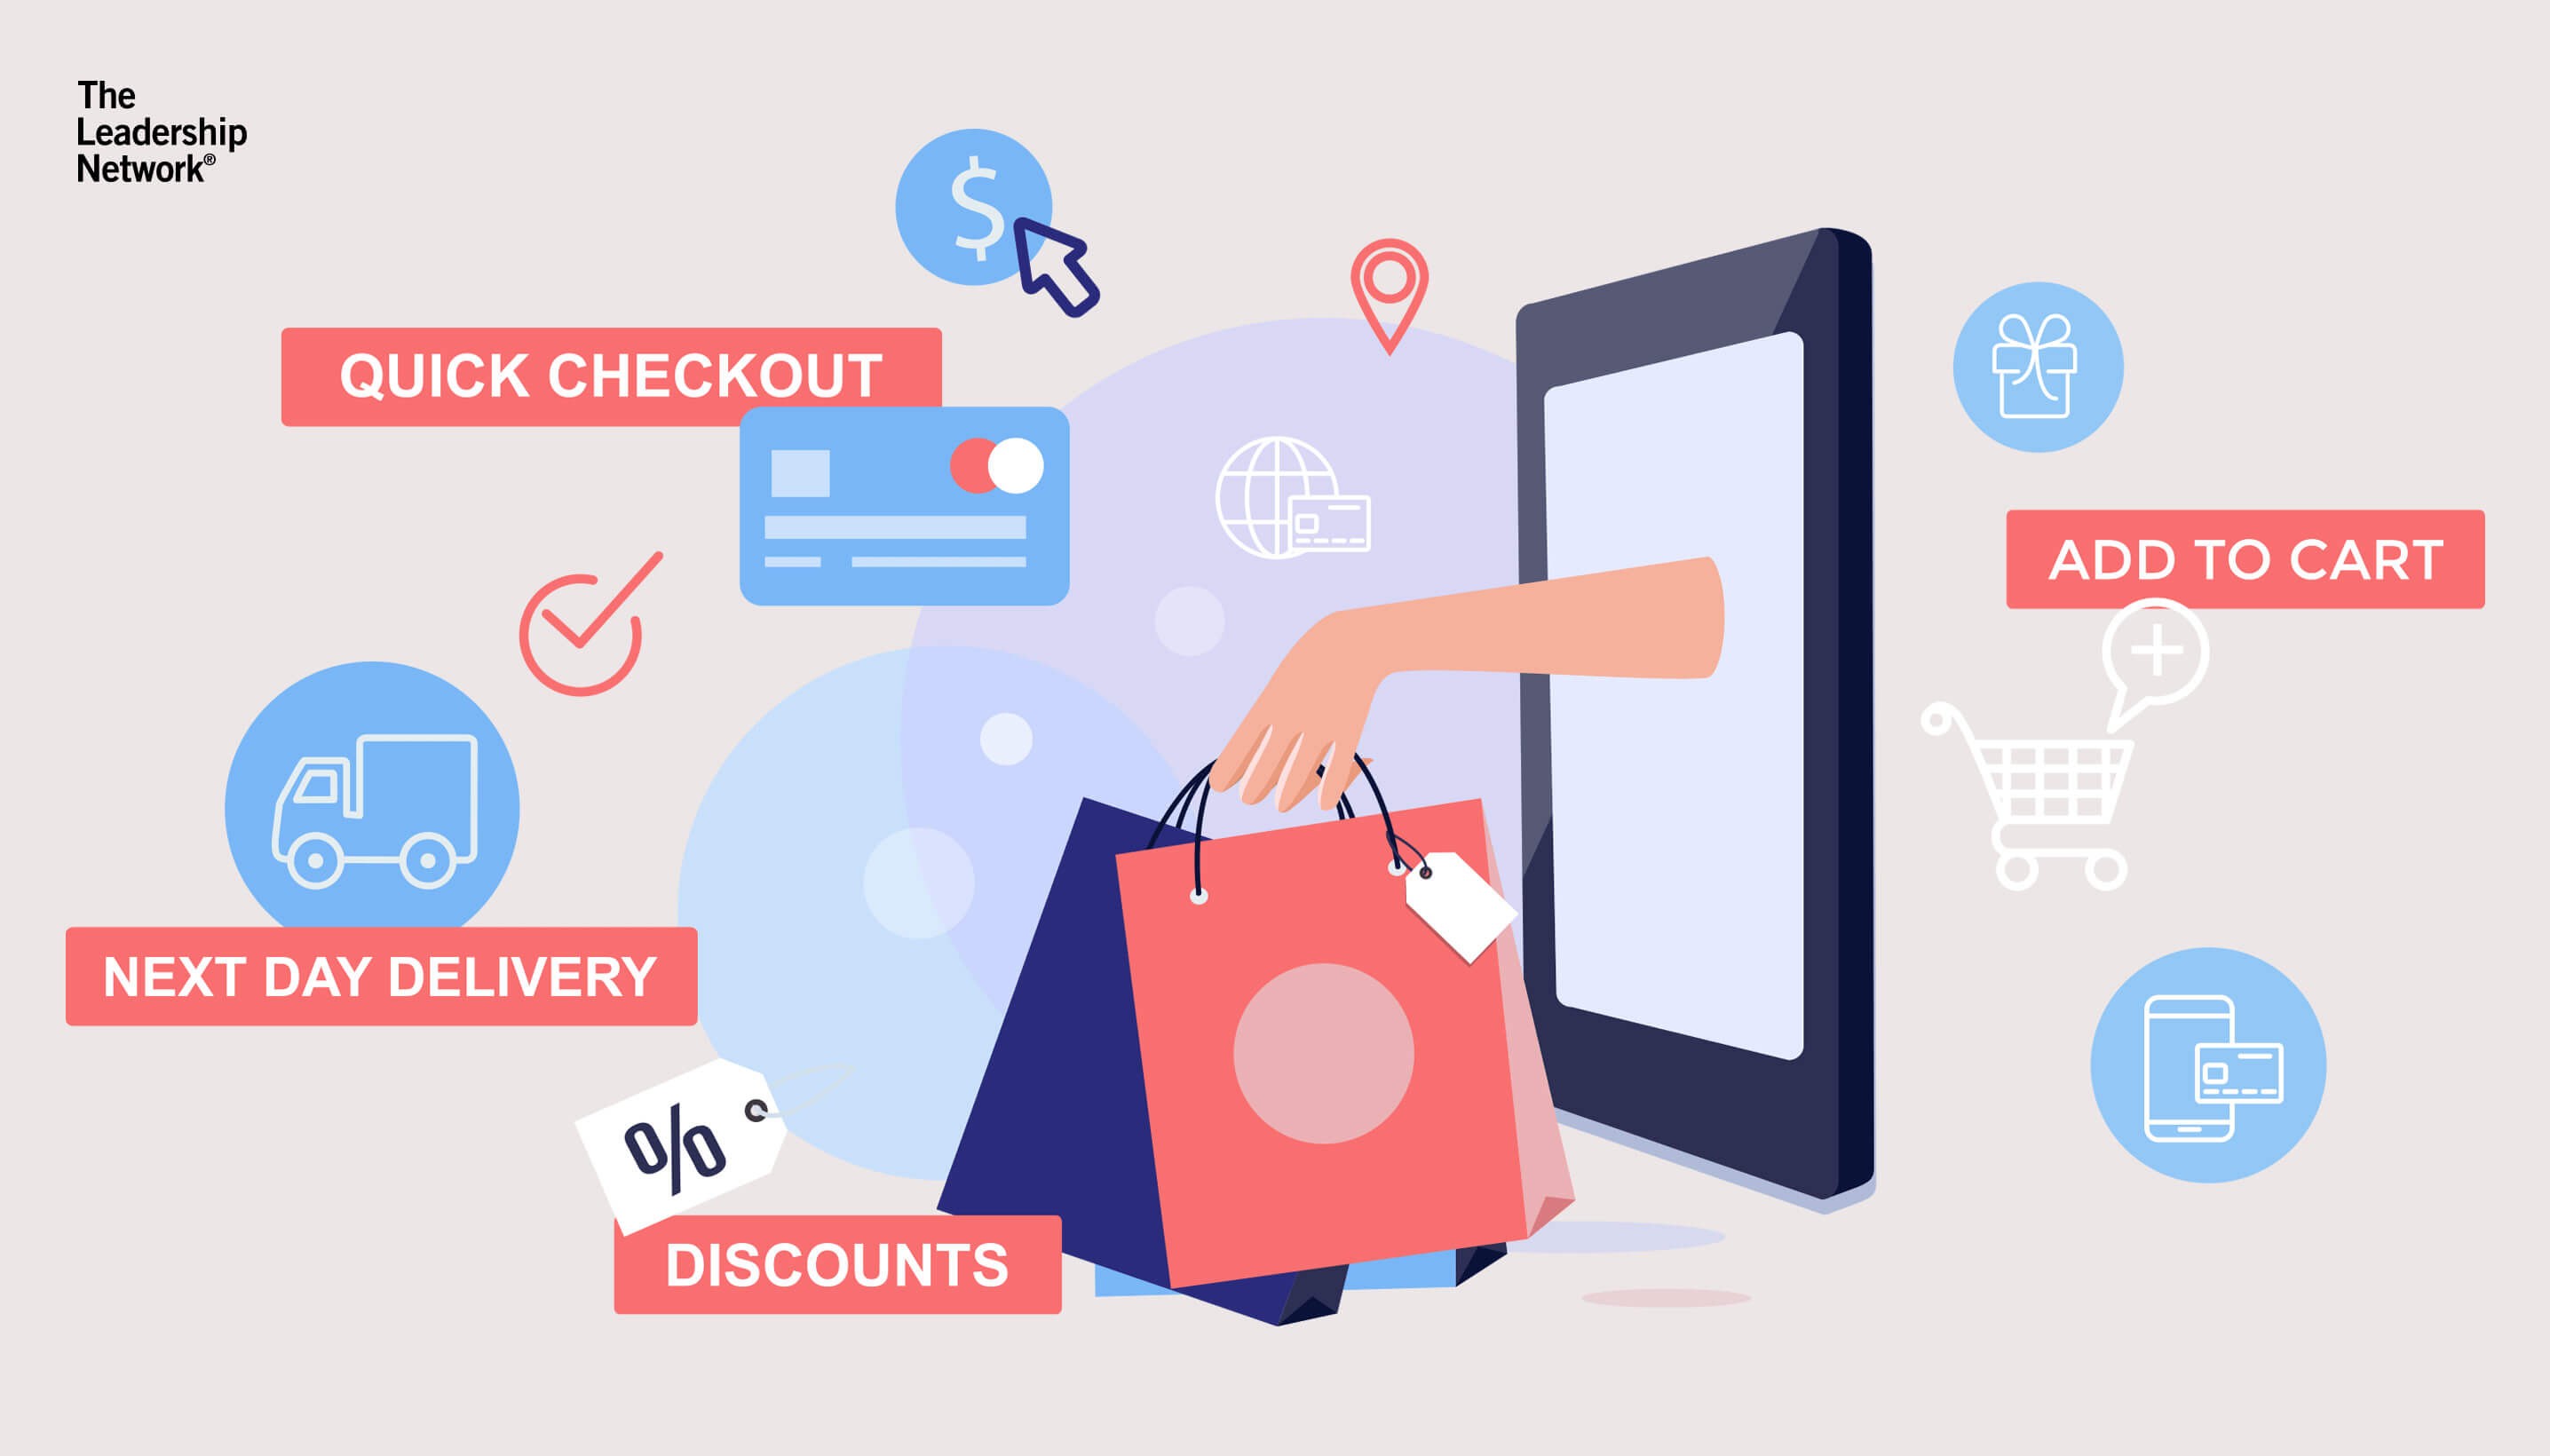 The
Leadership
Network®
$
QUICK CHECKOUT
ADD TO CART
NEXT DAY DELIVERY
%
DISCOUNTS